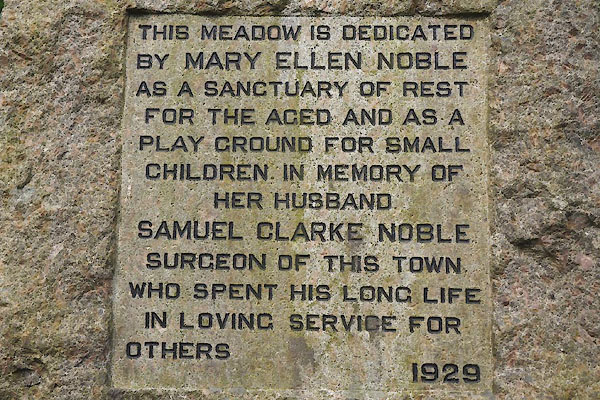 THIS MEADOW IS DEDICATED
BY MARY ELLEN NOBLE
AS A SANCTUARY OF REST
FOR THE AGED AND AS A
PLAY GROUND FOR SMALL
CHILDREN. IN MEMORY OF
HER HUSBAND
SAMUEL CLARKE NOBLE
SURGEON OF THIS TOWN
WHO SPENT HIS LONG LIFE
IN LOVING SERVICE FOR
OTHERS
1929